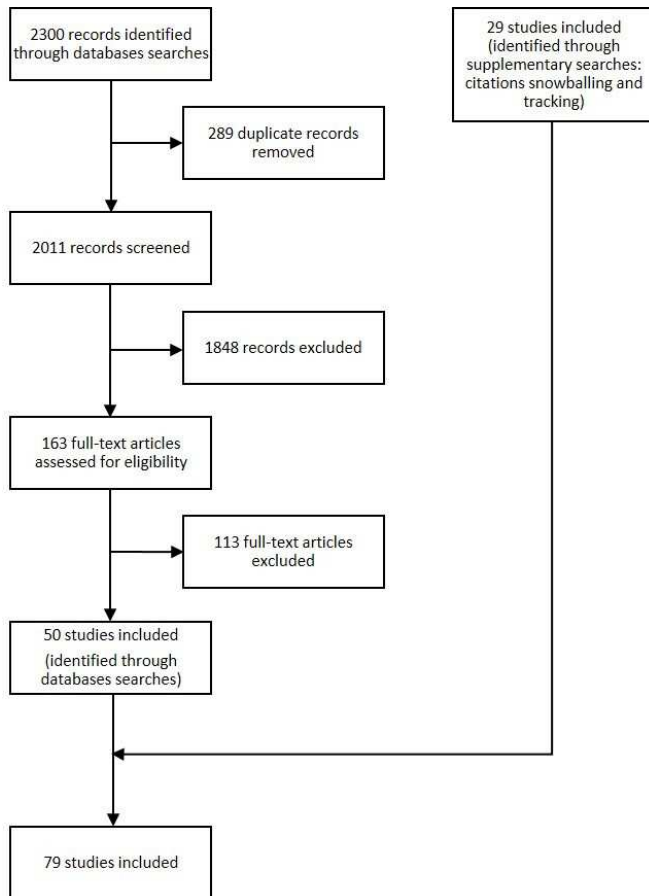 2300 records identified
through databases searches
29 studies included
(identified through
supplementary searches:
citations snowballing and
tracking)
289 duplicate records
removed
2011 records screened
1848 records excluded
163 full-text articles
assessed for eligibility
113 full-text articles
excluded
50 studies included
(identified through
databases searches)
79 studies included